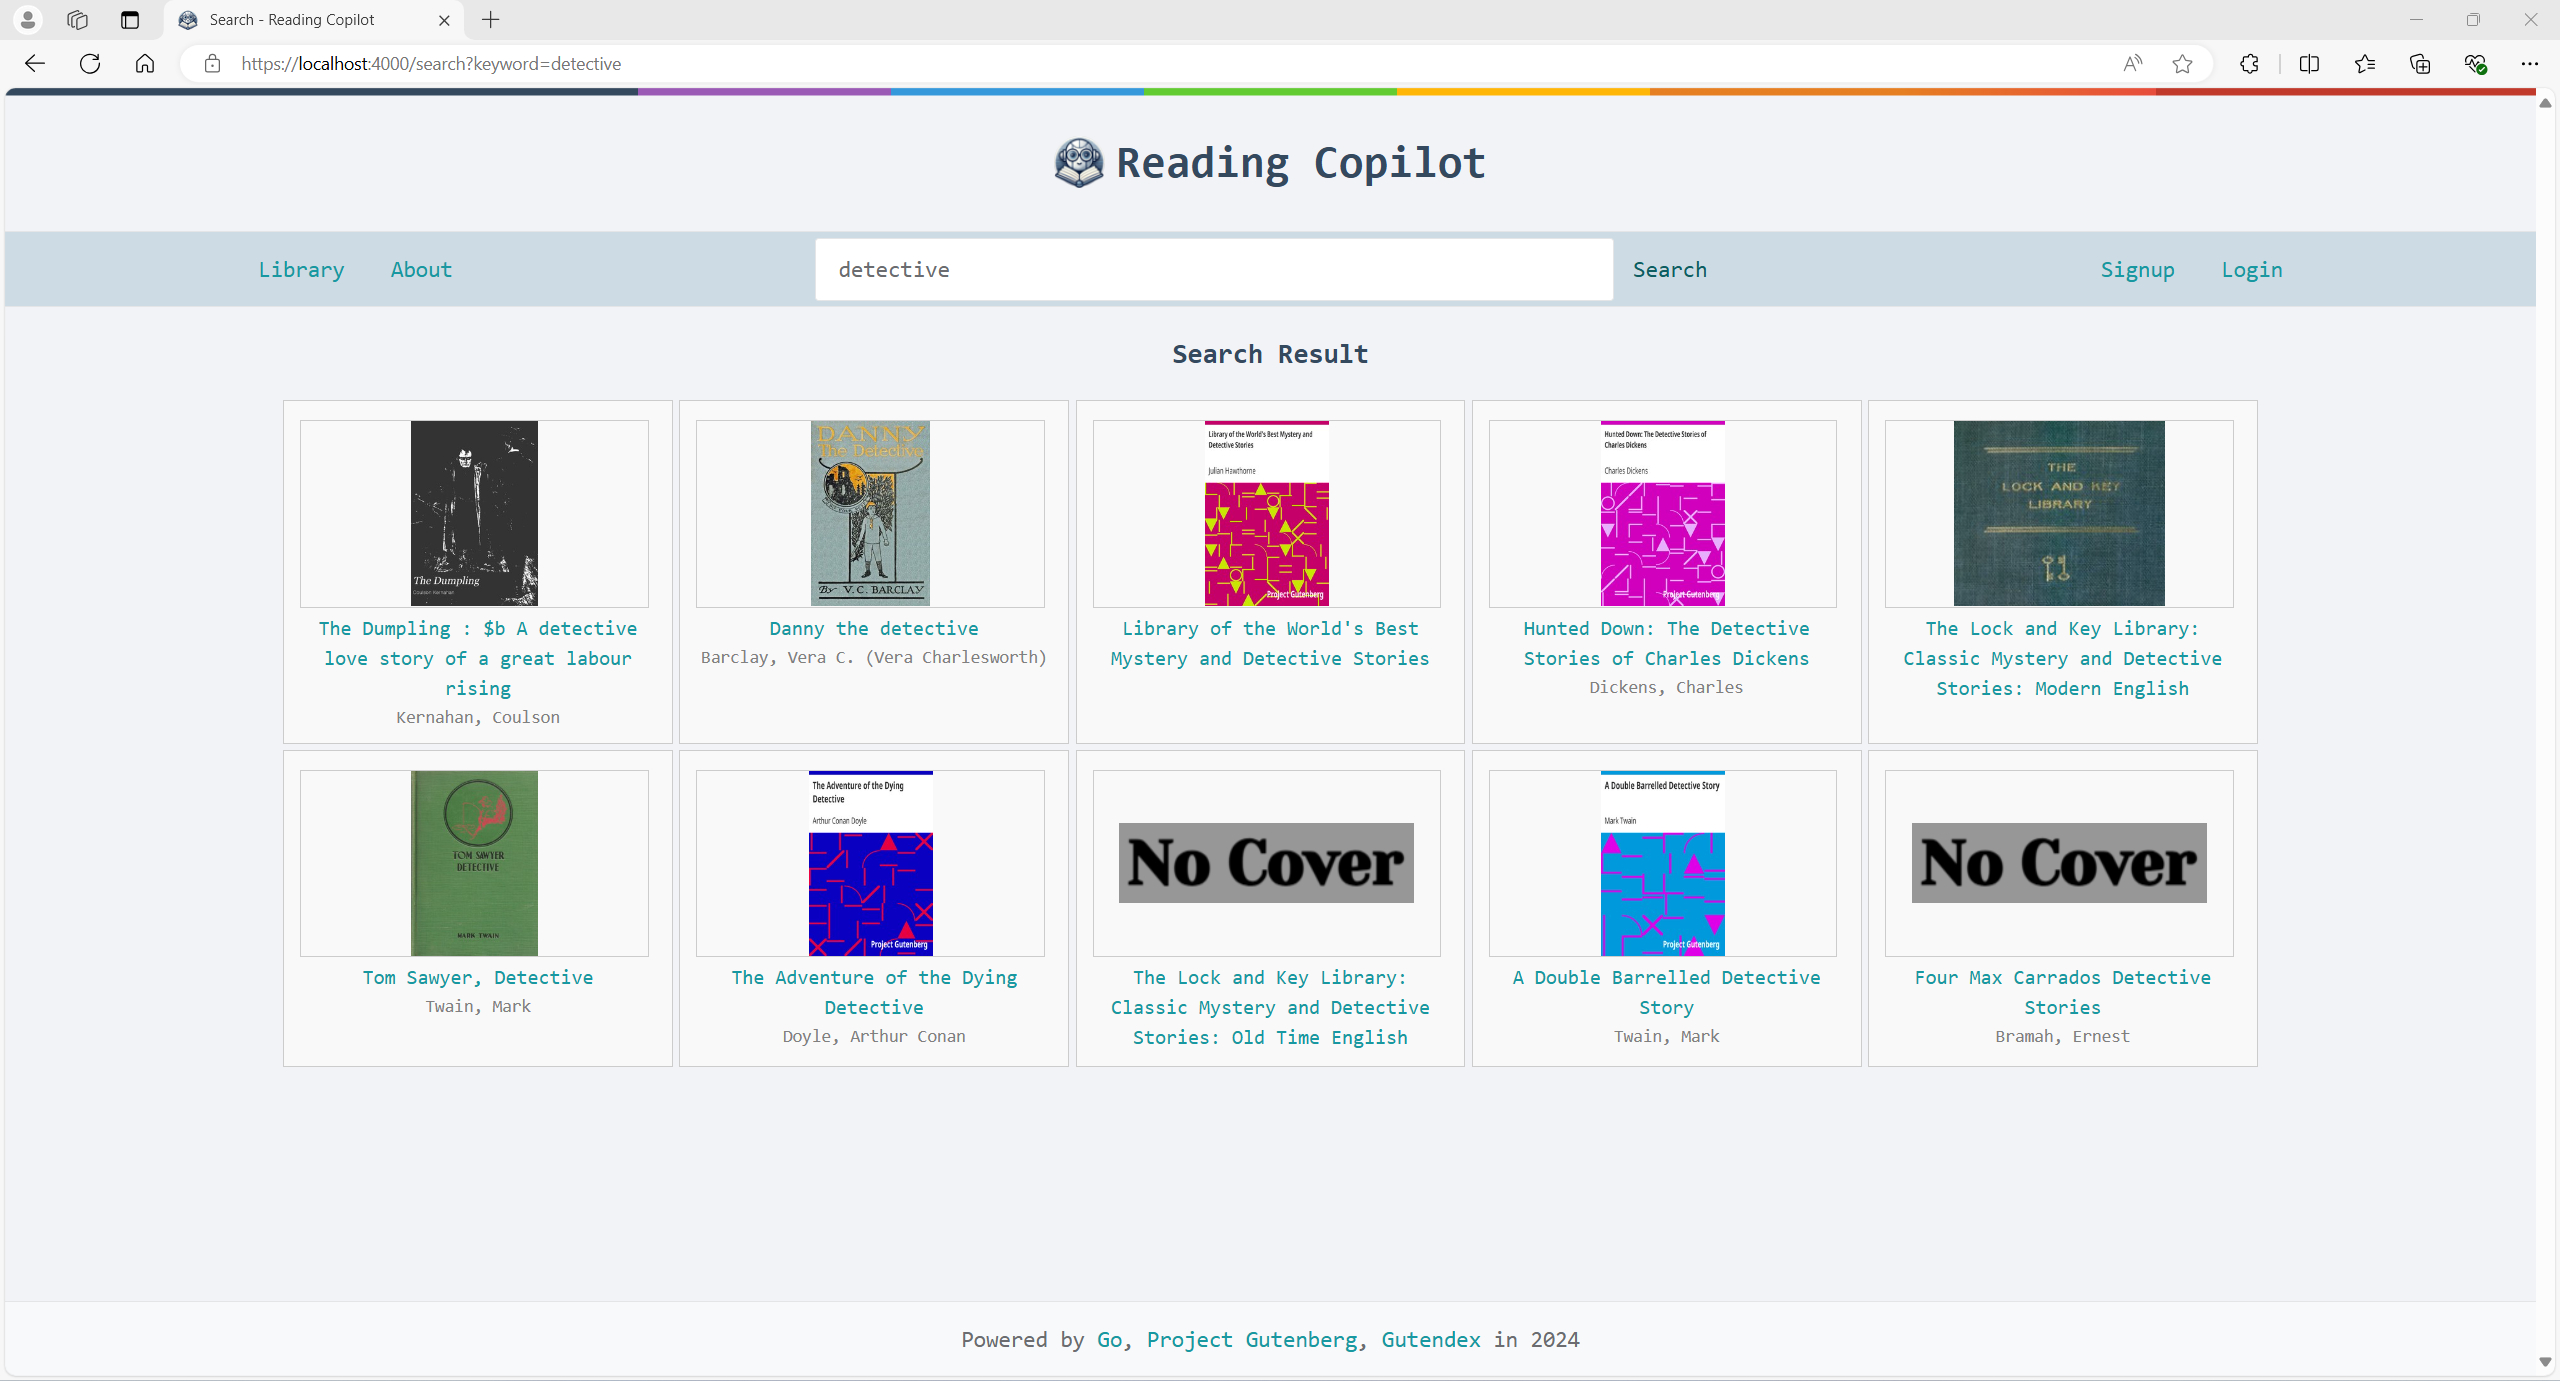 Search - Reading Copilot
https://localhost:4000/search?keyword=detective
Reading Copilot
Library
About
detective
Search
Signup
Login
Search Result
The Dumpling
Coulson Kernahan
The Dumpling : $b A detective
love story of a great labour
rising
Kernahan, Coulson
DANNY
The Detective
By V.C. BARCLAY
Danny the detective
Barclay, Vera C. (Vera Charlesworth)
Library of the World's Best Mystery and
Detective Stories
Julian Hawthorne
Project Gutenberg
Library of the World's Best
Mystery and Detective Stories
Hunted Down: The Detective Stories of
Charles Dickens
Charles Dickens
Project Gutenberg
Hunted Down: The Detective
Stories of Charles Dickens
Dickens, Charles
THE
LOCK AND KEY
LIBRARY
The Lock and Key Library:
Classic Mystery and Detective
Stories: Modern English
TOM SAWYER
DETECTIVE
MARK TWAIN
Tom Sawyer, Detective
Twain, Mark
The Adventure of the Dying
Detective
Arthur Conan Doyle
Project Gutenberg
The Adventure of the Dying
Detective
Doyle, Arthur Conan
No Cover
The Lock and Key Library:
Classic Mystery and Detective
Stories: Old Time English
A Double Barrelled Detective Story
Mark Twain
Project Gutenberg
A Double Barrelled Detective
Story
Twain, Mark
No Cover
Four Max Carrados Detective
Stories
Bramah, Ernest
Powered by Go, Project Gutenberg, Gutendex in 2024